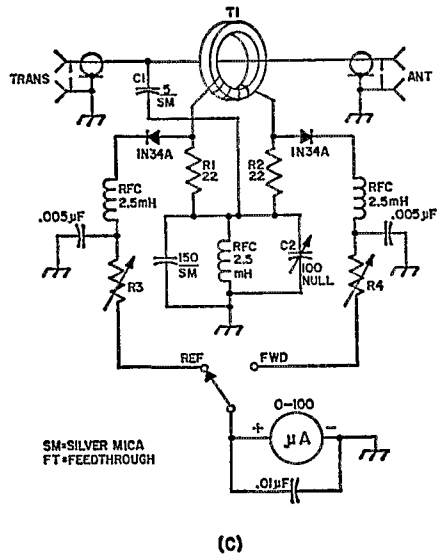 T1
TRANS
C1
5
SM
ANT
1N34A
1N34A
R1
22
R2
22
RFC
2.5mH
RFC
2.5mH
.005µF
.005µF
150
SM
RFC
2.5
mH
C2
100
NULL
R3
R4
REF
FWD
0-100
+
µA
-
SM=SILVER MICA
FT=FEEDTHROUGH
.01µF
(C)